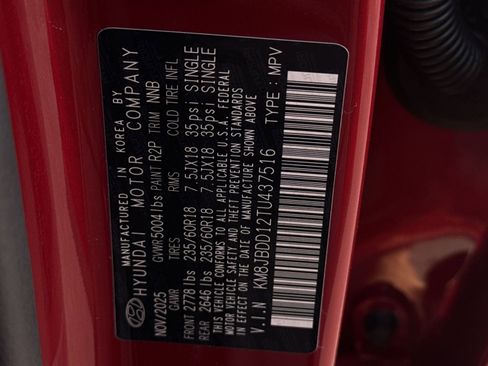 MANUFACTURED IN KOREA BY
HYUNDAI MOTOR COMPANY
NOV/2025 GVWR 5004 lbs PAINT R2P TRIM NNB
GAWR TIRES RIMS COLD TIRE INFL
FRONT 2778 lbs 235/60R18 7.5JX18 35psi SINGLE
REAR 2646 lbs 235/60R18 7.5JX18 35psi SINGLE
THIS VEHICLE CONFORMS TO ALL APPLICABLE U.S.A. FEDERAL
MOTOR VEHICLE SAFETY, BUMPER, AND THEFT PREVENTION STANDARDS
IN EFFECT ON THE DATE OF MANUFACTURE SHOWN ABOVE
V.I.N KM8JBDD12TU437516 TYPE : MPV